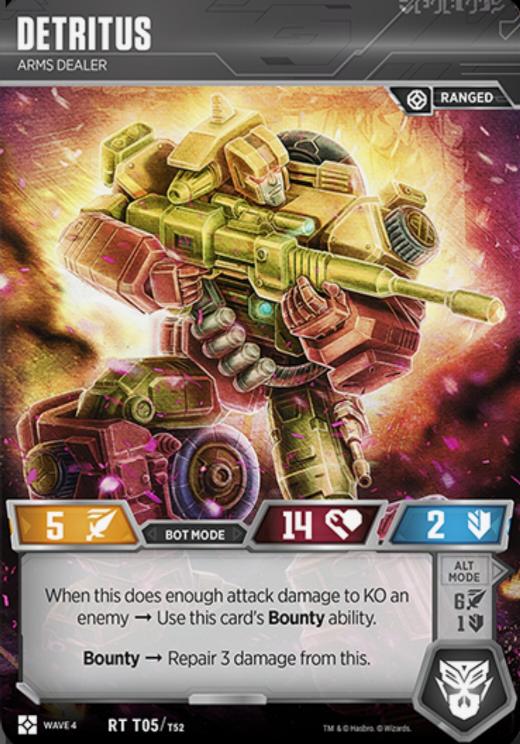 DETRITUS
ARMS DEALER
RANGED
5
BOT MODE
14
2
ALT
MODE
6
1
When this does enough attack damage to KO an
enemy → Use this card's Bounty ability.
Bounty → Repair 3 damage from this.
WAVE 4
RT T05/T52
TM & © Hasbro. © Wizards.